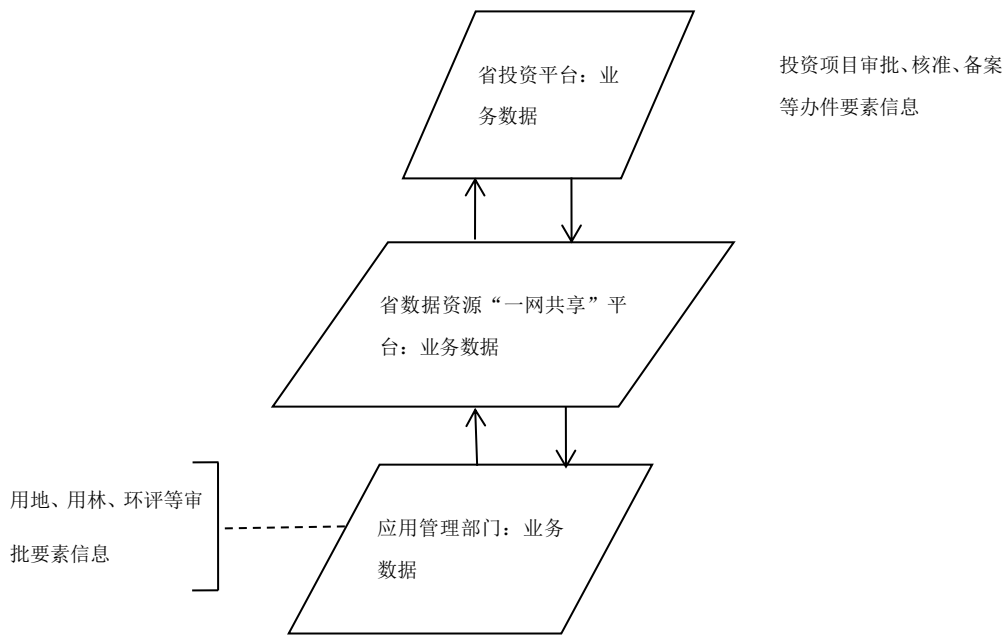 省投资平台：业
务数据
投资项目审批、核准、备案
等办件要素信息
省数据资源“一网共享”平
台：业务数据
用地、用林、环评等审
批要素信息
应用管理部门：业务
数据